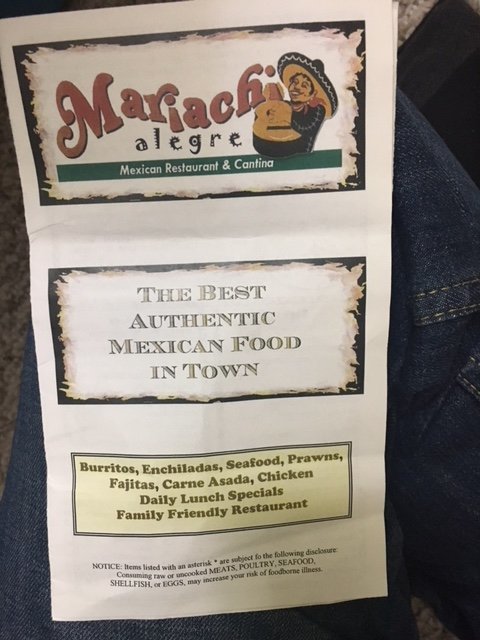 Mariachi
alegre
Mexican Restaurant & Cantina
THE BEST
AUTHENTIC
MEXICAN FOOD
IN TOWN
Burritos, Enchiladas, Seafood, Prawns,
Fajitas, Carne Asada, Chicken
Daily Lunch Specials
Family Friendly Restaurant
NOTICE: Items listed with an asterisk * are subject to the following disclosure:
Consuming raw or uncooked MEATS, POULTRY, SEAFOOD,
SHELLFISH, or EGGS, may increase your risk of foodborne illness.